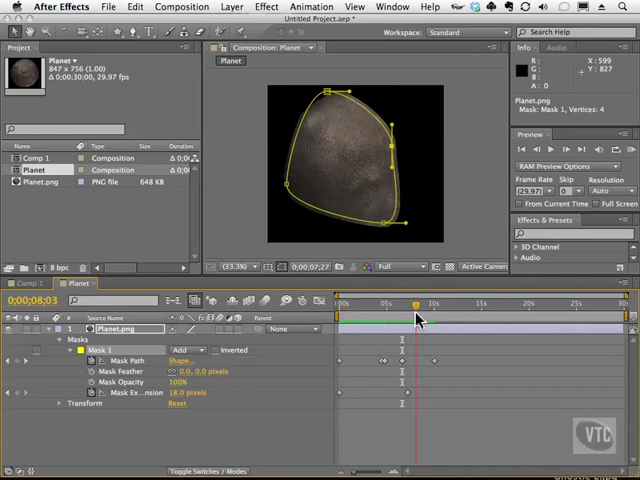 After Effects File Edit Composition Layer Effect Animation View Window
Untitled Project.aep *
Workspace: Standard Search Help
Project
Planet
847 x 756 (1.00)
Δ 0;00;30;00, 29.97 fps
Name Type Size Frame R...
Comp 1 Composition
Planet Composition
Planet.png PNG file 648 KB
8 bpc
Composition: Planet
Planet
(33.3%) 0;00;07;27 Full Active Camera
Info Audio
R: X: 599
G: Y: 827
B:
A: 0
Planet.png
Mask: Mask 1, Vertices: 4
Preview
RAM Preview Options
Frame Rate Skip Resolution
(29.97) 0 Auto
From Current Time Full Screen
Effects & Presets
3D Channel
Audio
Comp 1 Planet
0;00;08;03
# Source Name Parent
:00s 05s 10s 15s 20s 25s 30s
1 Planet.png None
Masks
Mask 1 Add Inverted
Mask Path Shape...
Mask Feather 0.0, 0.0 pixels
Mask Opacity 100%
Mask Ex...nsion 18.0 pixels
Transform Reset
Toggle Switches / Modes
VTC